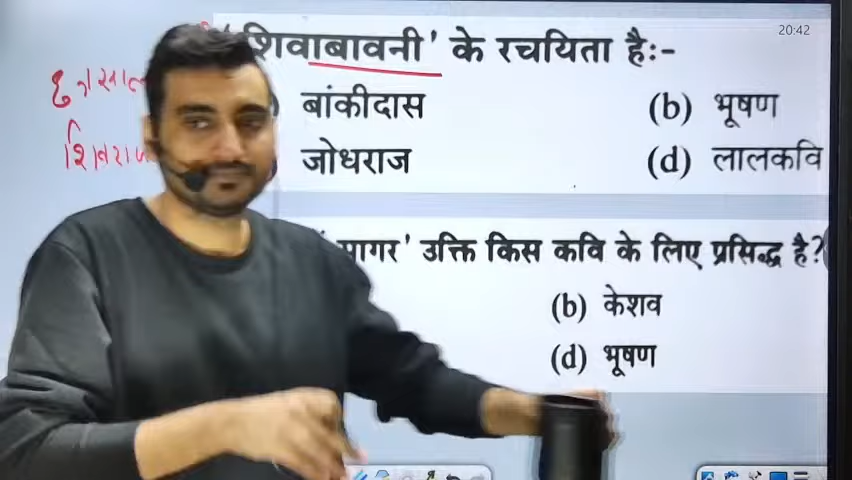 20:42
'शिवाबावनी' के रचयिता है:-
बांकीदास (b) भूषण
जोधराज (d) लालकवि
सागर' उक्ति किस कवि के लिए प्रसिद्ध है?
(b) केशव
(d) भूषण